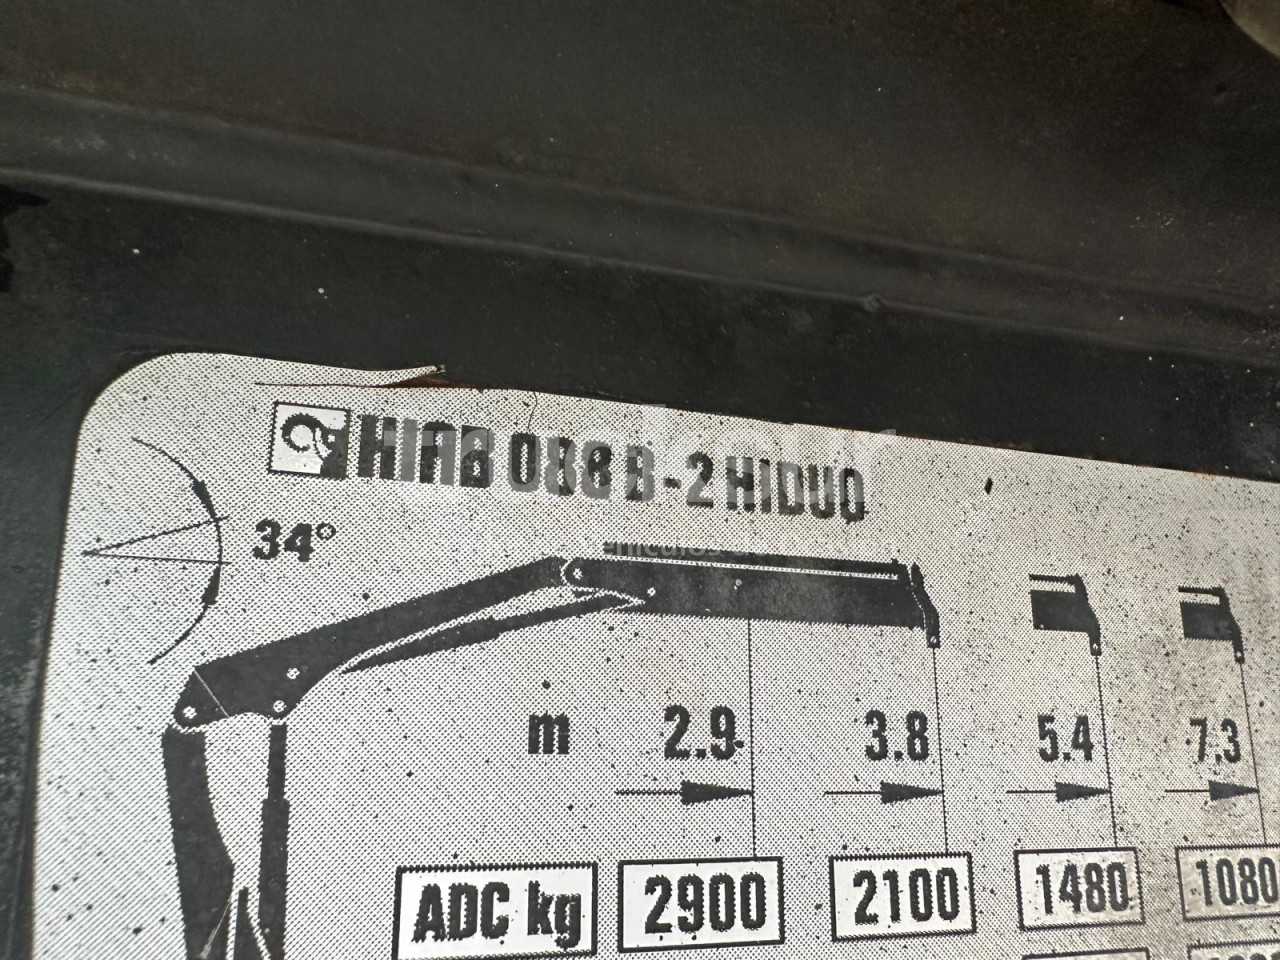 HIAB 088 B-2 HIDUO
34°
m 2.9 3.8 5.4 7.3
ADC kg 2900 2100 1480 1080